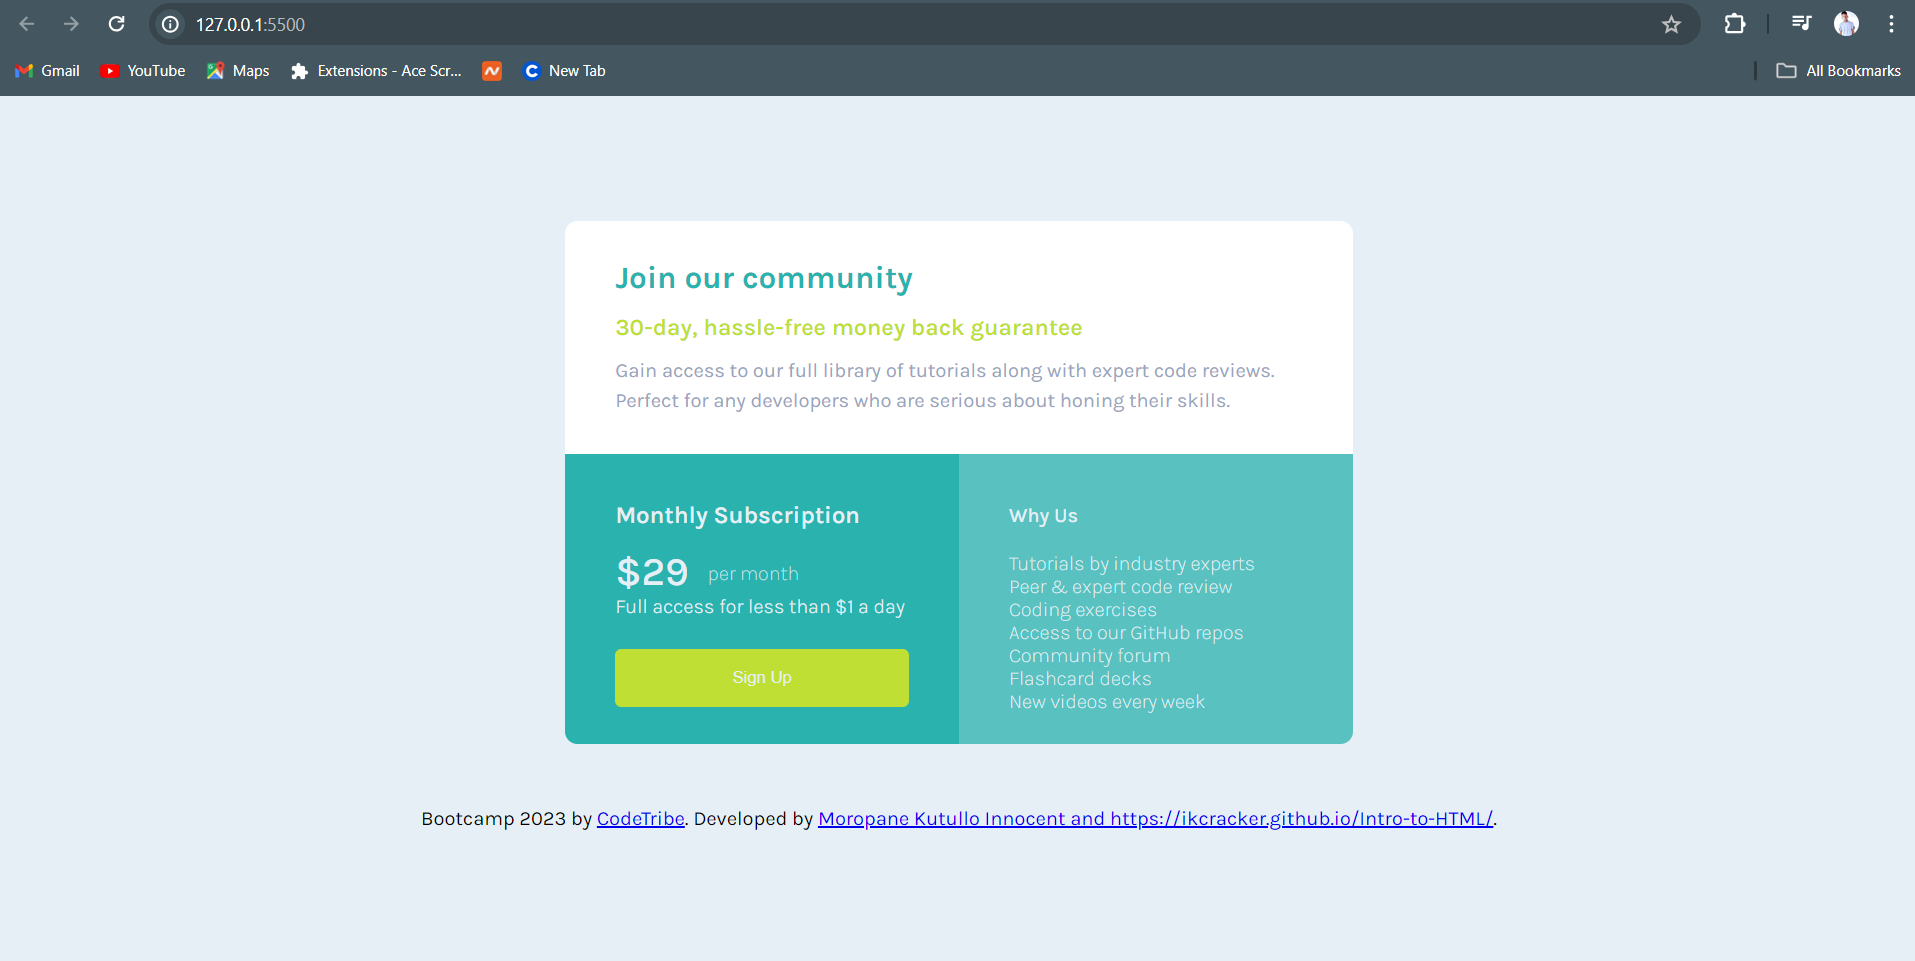 127.0.0.1:5500
Gmail YouTube Maps Extensions - Ace Scr... New Tab All Bookmarks
Join our community
30-day, hassle-free money back guarantee
Gain access to our full library of tutorials along with expert code reviews.
Perfect for any developers who are serious about honing their skills.
Monthly Subscription
$29 per month
Full access for less than $1 a day
Sign Up
Why Us
Tutorials by industry experts
Peer & expert code review
Coding exercises
Access to our GitHub repos
Community forum
Flashcard decks
New videos every week
Bootcamp 2023 by CodeTribe. Developed by Moropane Kutullo Innocent and https://ikcracker.github.io/Intro-to-HTML/.